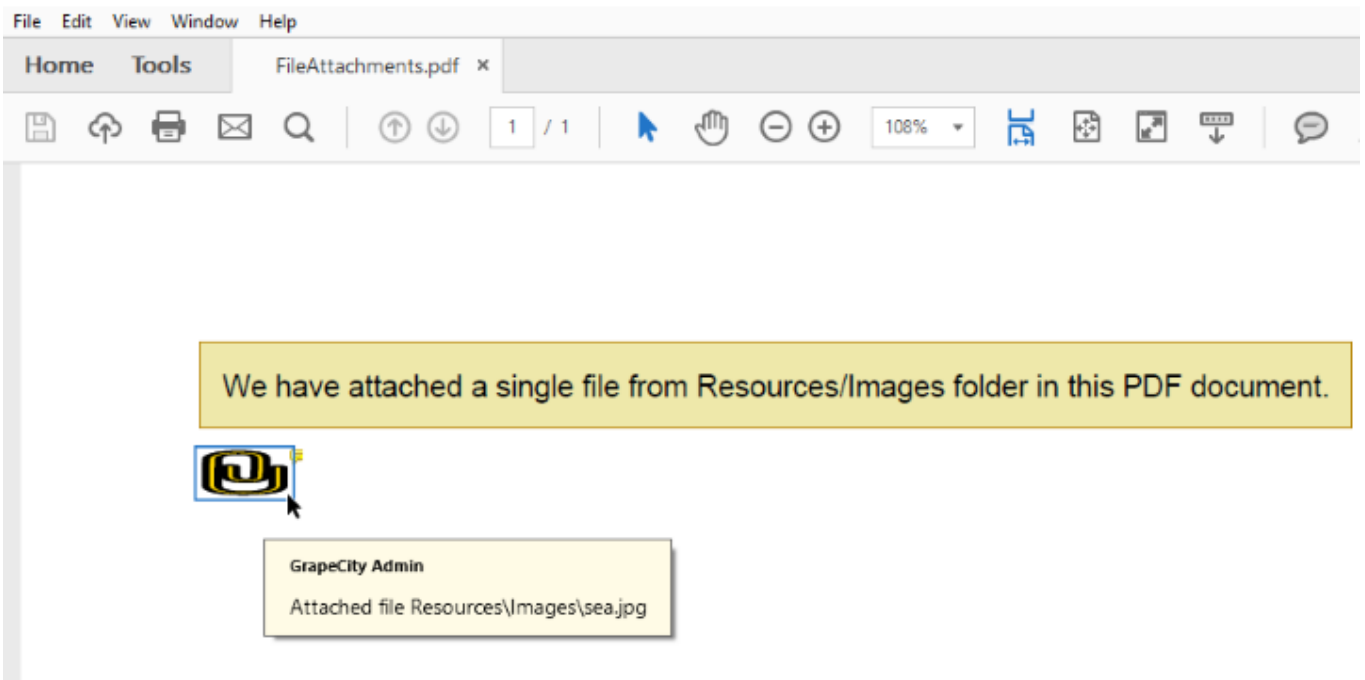 File Edit View Window Help
Home Tools FileAttachments.pdf ×
1 / 1 108%
We have attached a single file from Resources/Images folder in this PDF document.
GrapeCity Admin
Attached file Resources\Images\sea.jpg